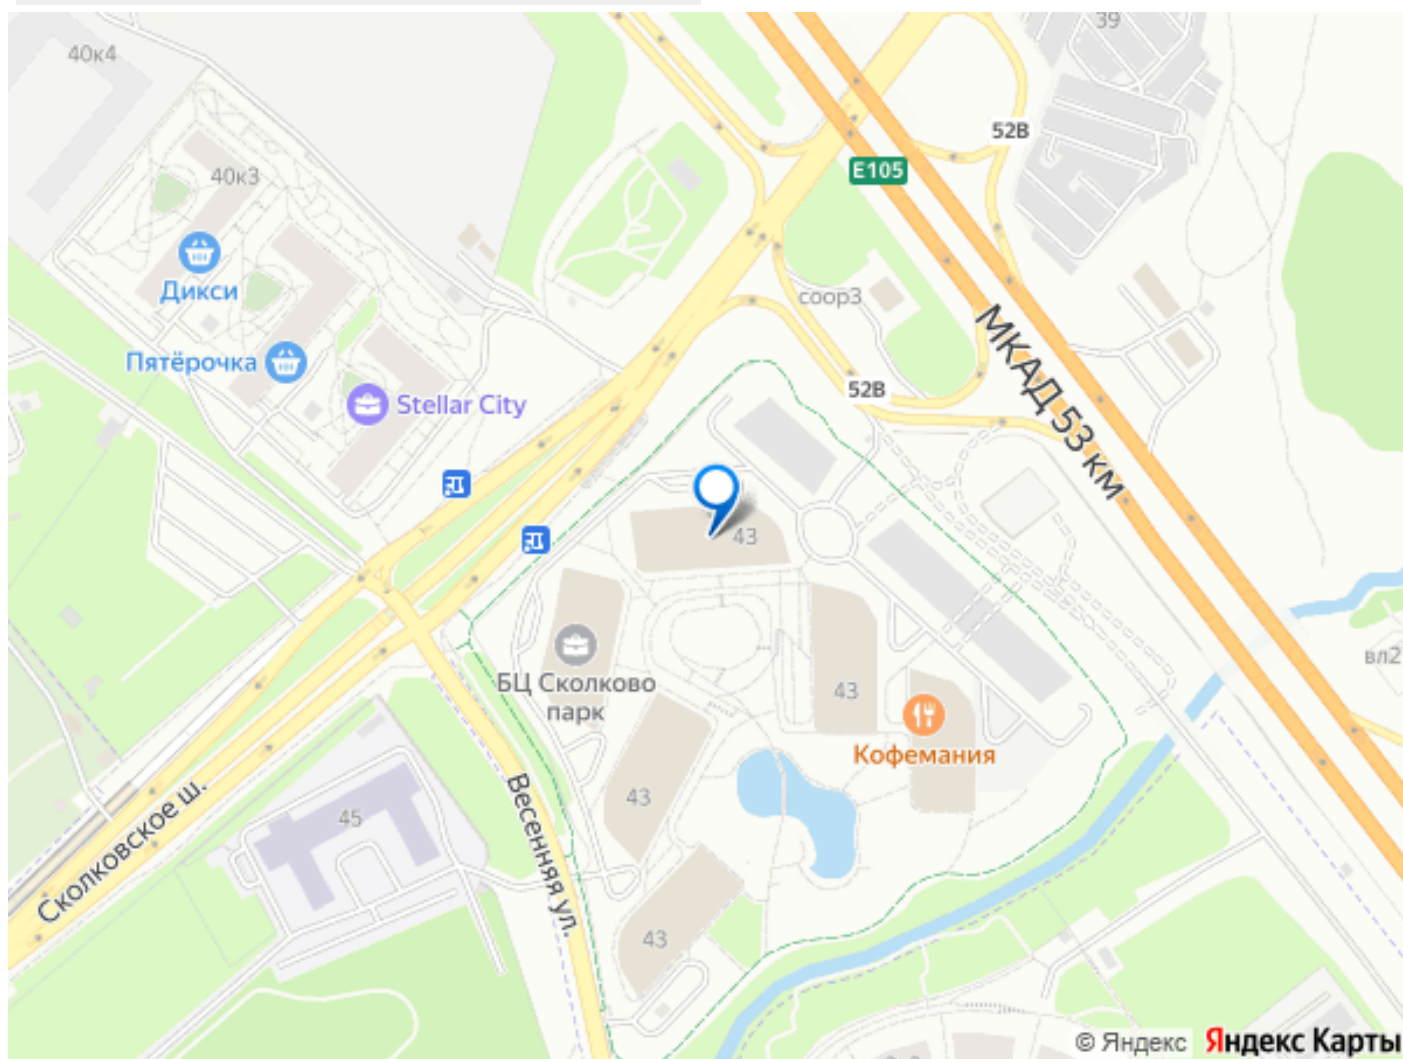 40к4
39
52В
E105
40к3
Дикси
соор3
МКАД 53 км
Пятёрочка
52В
Stellar City
43
БЦ Сколково
парк
43
вл2
Кофемания
43
Весенняя ул.
45
Сколковское ш.
43
© Яндекс
Яндекс Карты